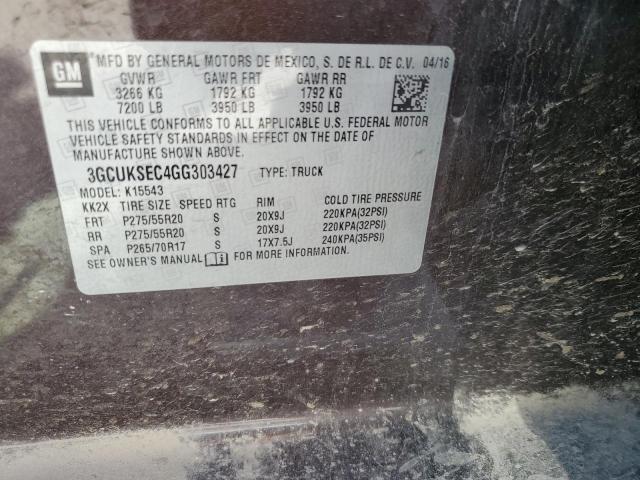 GM
MFD BY GENERAL MOTORS DE MEXICO, S. DE R.L. DE C.V. 04/16
GVWR GAWR FRT GAWR RR
3266 KG 1792 KG 1792 KG
7200 LB 3950 LB 3950 LB
THIS VEHICLE CONFORMS TO ALL APPLICABLE U.S. FEDERAL MOTOR
VEHICLE SAFETY STANDARDS IN EFFECT ON THE DATE OF
MANUFACTURE SHOWN ABOVE.
3GCUKSEC4GG303427 TYPE: TRUCK
MODEL: K15543
KK2X TIRE SIZE SPEED RTG RIM COLD TIRE PRESSURE
FRT P275/55R20 S 20X9J 220KPA(32PSI)
RR P275/55R20 S 20X9J 220KPA(32PSI)
SPA P265/70R17 S 17X7.5J 240KPA(35PSI)
SEE OWNER'S MANUAL FOR MORE INFORMATION.